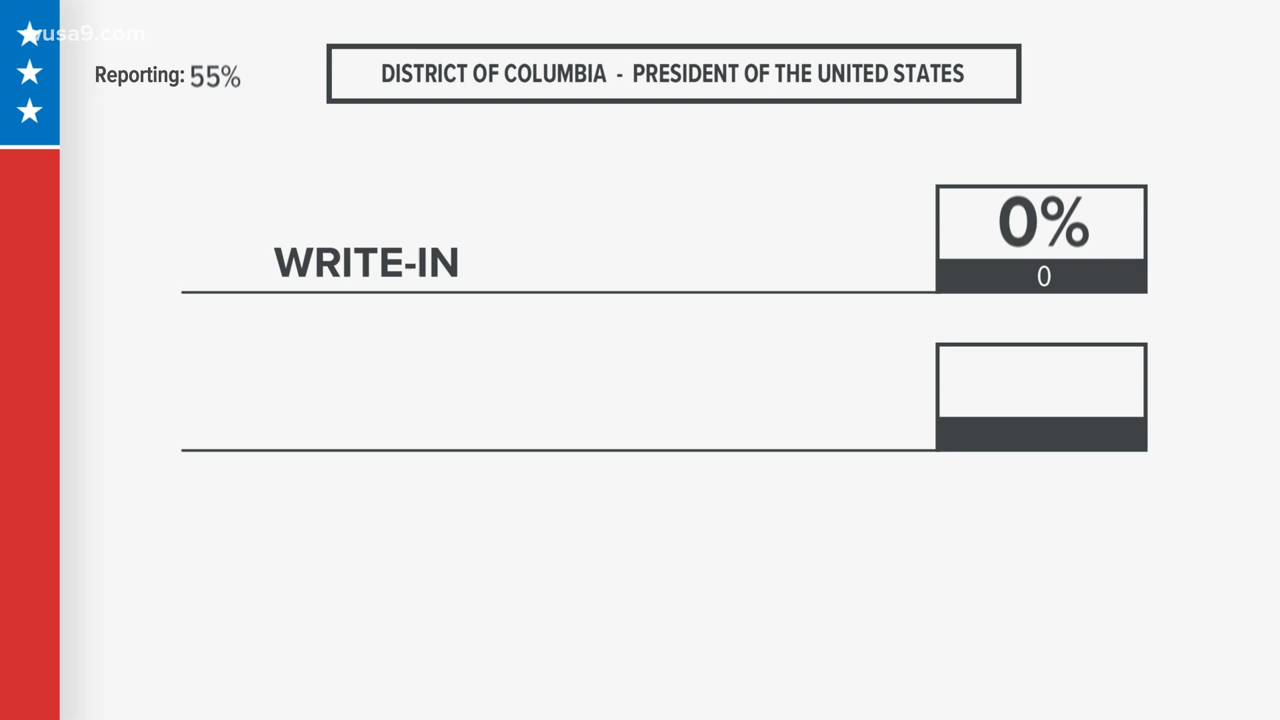 wusa9.com
Reporting: 55%
DISTRICT OF COLUMBIA - PRESIDENT OF THE UNITED STATES
0%
WRITE-IN
0